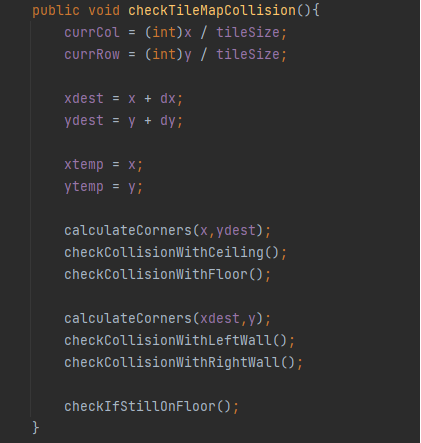 public void checkTileMapCollision(){
currCol = (int)x / tileSize;
currRow = (int)y / tileSize;
xdest = x + dx;
ydest = y + dy;
xtemp = x;
ytemp = y;
calculateCorners(x,ydest);
checkCollisionWithCeiling();
checkCollisionWithFloor();
calculateCorners(xdest,y);
checkCollisionWithLeftWall();
checkCollisionWithRightWall();
checkIfStillOnFloor();
}